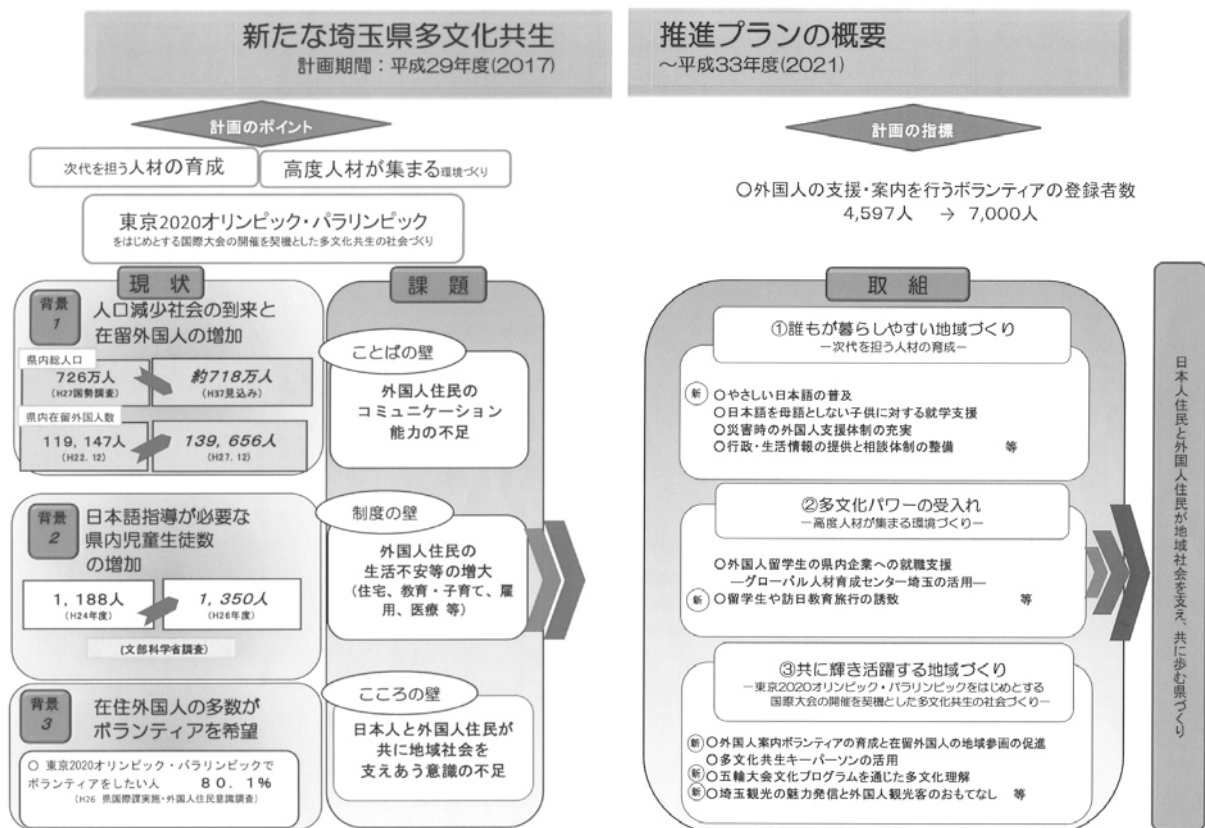 新たな埼玉県多文化共生
計画期間：平成29年度(2017)
推進プランの概要
～平成33年度(2021)
計画のポイント
次代を担う人材の育成
高度人材が集まる環境づくり
東京2020オリンピック・パラリンピック
をはじめとする国際大会の開催を契機とした多文化共生の社会づくり
計画の指標
〇外国人の支援・案内を行うボランティアの登録者数
4,597人　→ 7,000人
現 状
背景
1
人口減少社会の到来と
在留外国人の増加
県内総人口
726万人
(H27国勢調査)
約718万人
(H37見込み)
県内在留外国人数
119,147人
(H22.12)
139,656人
(H27.12)
背景
2
日本語指導が必要な
県内児童生徒数
の増加
1,188人
(H24年度)
1,350人
(H26年度)
(文部科学省調査)
背景
3
在住外国人の多数が
ボランティアを希望
〇 東京2020オリンピック・パラリンピックで
ボランティアをしたい人　80.1%
(H26 県国際課実施・外国人住民意識調査)
課 題
ことばの壁
外国人住民の
コミュニケーション
能力の不足
制度の壁
外国人住民の
生活不安等の増大
(住宅、教育・子育て、雇
用、医療 等)
こころの壁
日本人と外国人住民が
共に地域社会を
支えあう意識の不足
取 組
①誰もが暮らしやすい地域づくり
―次代を担う人材の育成―
新 〇やさしい日本語の普及
〇日本語を母語としない子供に対する就学支援
〇災害時の外国人支援体制の充実
〇行政・生活情報の提供と相談体制の整備　等
②多文化パワーの受入れ
―高度人材が集まる環境づくり―
〇外国人留学生の県内企業への就職支援
―グローバル人材育成センター埼玉の活用―
新 〇留学生や訪日教育旅行の誘致　等
③共に輝き活躍する地域づくり
―東京2020オリンピック・パラリンピックをはじめとする
国際大会の開催を契機とした多文化共生の社会づくり―
新 〇外国人案内ボランティアの育成と在留外国人の地域参画の促進
〇多文化共生キーパーソンの活用
新 〇五輪大会文化プログラムを通じた多文化理解
新 〇埼玉観光の魅力発信と外国人観光客のおもてなし　等
日本人住民と外国人住民が地域社会を支え、共に歩む県づくり